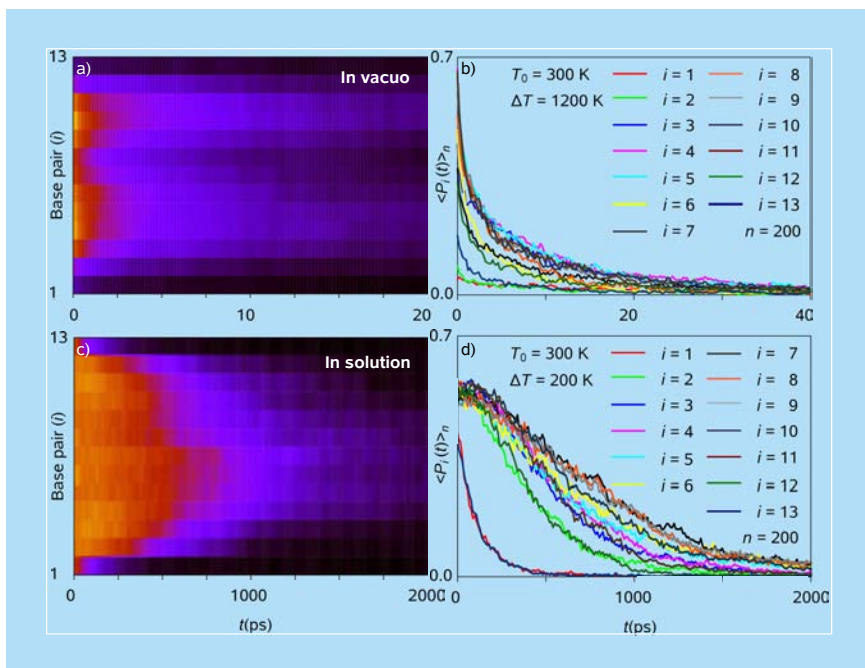 13
a)
In vacuo
Base pair (i)
1
0
10
20
b)
0.7
T0 = 300 K
ΔT = 1200 K
i = 1
i = 2
i = 3
i = 4
i = 5
i = 6
i = 7
i = 8
i = 9
i = 10
i = 11
i = 12
i = 13
n = 200
<Pi (t)>n
0.0
0
20
40
13
c)
In solution
Base pair (i)
1
0
1000
2000
t(ps)
d)
0.7
T0 = 300 K
ΔT = 200 K
i = 1
i = 2
i = 3
i = 4
i = 5
i = 6
i = 7
i = 8
i = 9
i = 10
i = 11
i = 12
i = 13
n = 200
<Pi (t)>n
0.0
0
1000
2000
t(ps)